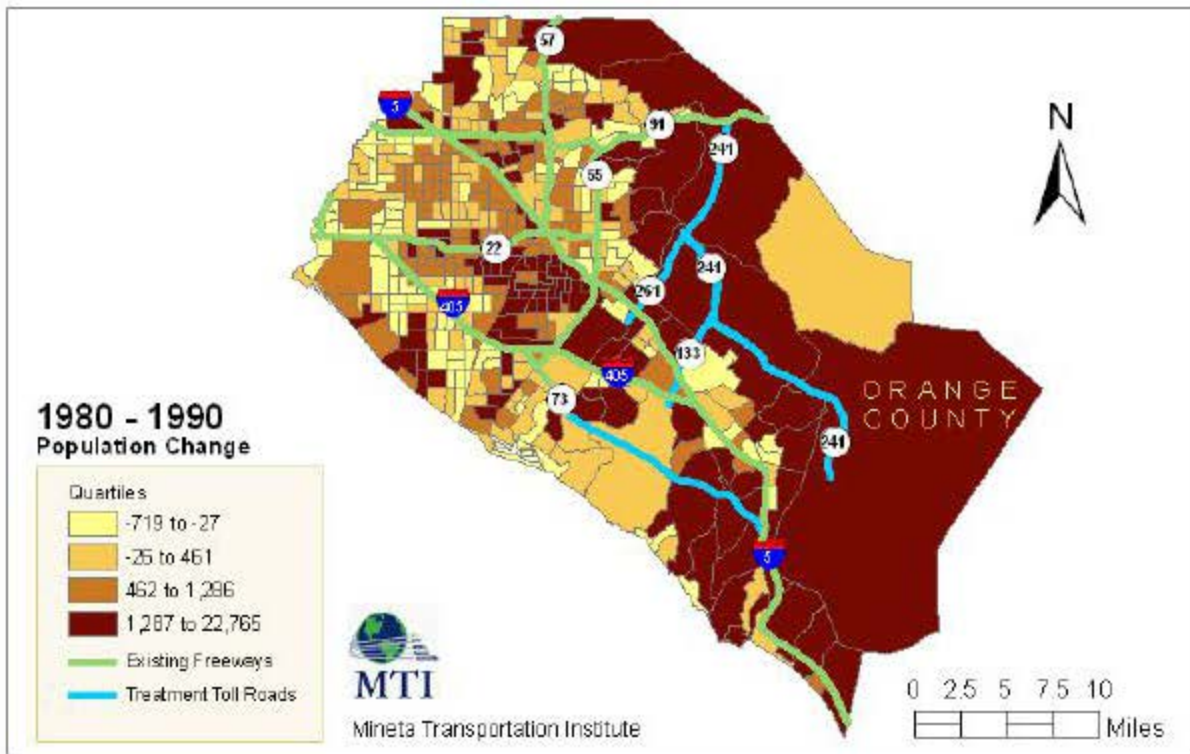 57
5
91
241
55
22
241
261
405
133
405
73
ORANGE
COUNTY
241
5
N
1980 - 1990
Population Change
Quartiles
-719 to -27
-26 to 461
462 to 1,286
1,287 to 22,765
Existing Freeways
Treatment Toll Roads
MTI
Mineta Transportation Institute
0 2.5 5 7.5 10
Miles